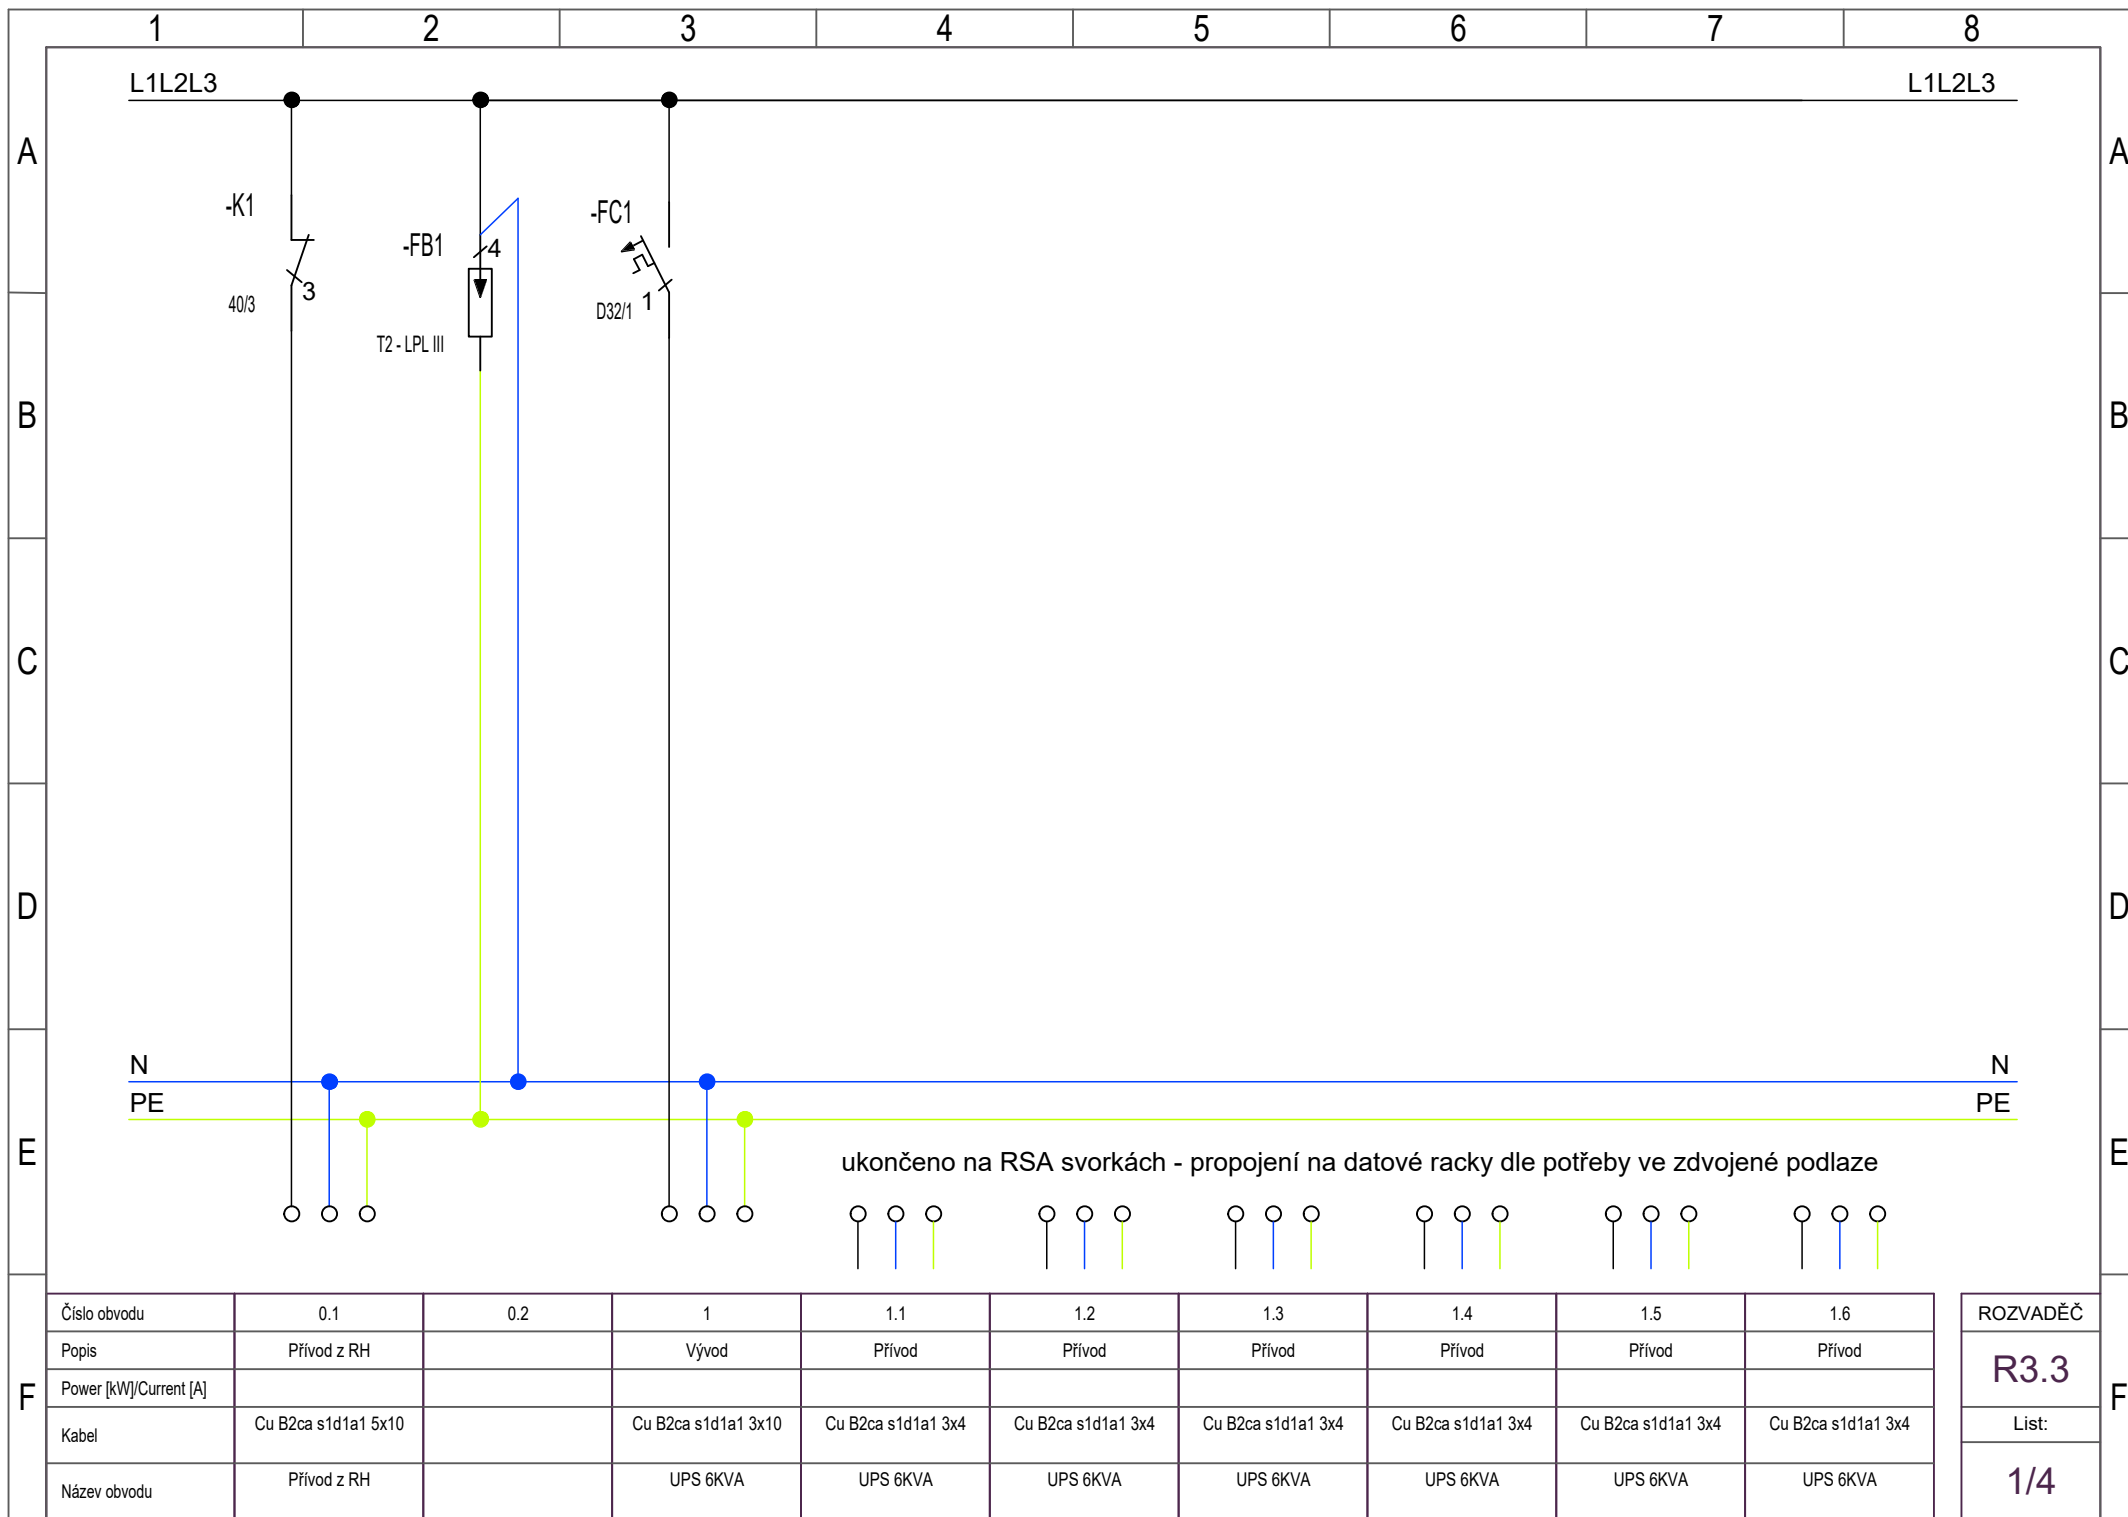 1 2 3 4 5 6 7 8
L1L2L3 L1L2L3
A A
-K1
-FC1
-FB1
4
3
40/3
1
D32/1
T2 - LPL III
B B
C C
D D
N N
PE PE
E E
ukončeno na RSA svorkách - propojení na datové racky dle potřeby ve zdvojené podlaze
Číslo obvodu 0.1 0.2 1 1.1 1.2 1.3 1.4 1.5 1.6 ROZVADĚČ
Popis Přívod z RH Vývod Přívod Přívod Přívod Přívod Přívod Přívod
R3.3
Power [kW]/Current [A]
F F
Kabel Cu B2ca s1d1a1 5x10 Cu B2ca s1d1a1 3x10 Cu B2ca s1d1a1 3x4 Cu B2ca s1d1a1 3x4 Cu B2ca s1d1a1 3x4 Cu B2ca s1d1a1 3x4 Cu B2ca s1d1a1 3x4 Cu B2ca s1d1a1 3x4 List:
Název obvodu Přívod z RH UPS 6KVA UPS 6KVA UPS 6KVA UPS 6KVA UPS 6KVA UPS 6KVA UPS 6KVA 1/4